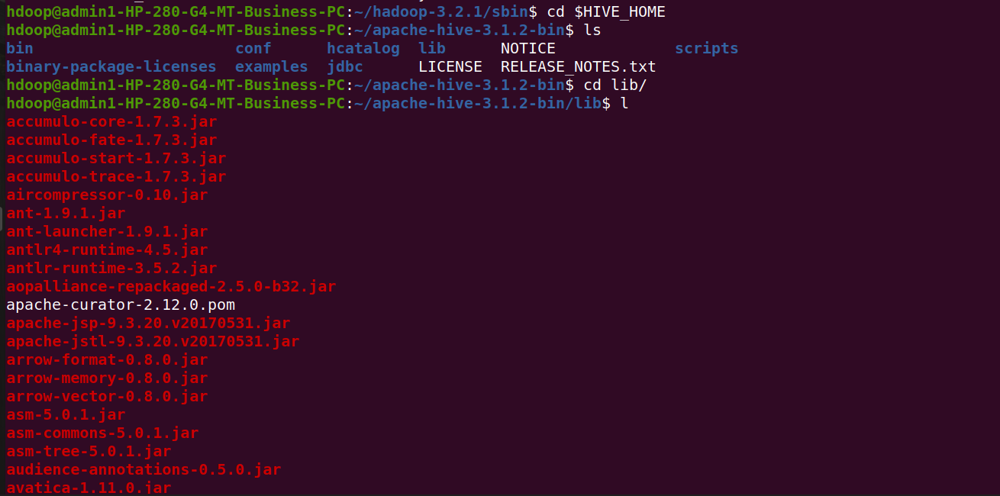 hdoop@admin1-HP-280-G4-MT-Business-PC:~/hadoop-3.2.1/sbin$ cd $HIVE_HOME
hdoop@admin1-HP-280-G4-MT-Business-PC:~/apache-hive-3.1.2-bin$ ls
bin conf hcatalog lib NOTICE scripts
binary-package-licenses examples jdbc LICENSE RELEASE_NOTES.txt
hdoop@admin1-HP-280-G4-MT-Business-PC:~/apache-hive-3.1.2-bin$ cd lib/
hdoop@admin1-HP-280-G4-MT-Business-PC:~/apache-hive-3.1.2-bin/lib$ l
accumulo-core-1.7.3.jar
accumulo-fate-1.7.3.jar
accumulo-start-1.7.3.jar
accumulo-trace-1.7.3.jar
aircompressor-0.10.jar
ant-1.9.1.jar
ant-launcher-1.9.1.jar
antlr4-runtime-4.5.jar
antlr-runtime-3.5.2.jar
aopalliance-repackaged-2.5.0-b32.jar
apache-curator-2.12.0.pom
apache-jsp-9.3.20.v20170531.jar
apache-jstl-9.3.20.v20170531.jar
arrow-format-0.8.0.jar
arrow-memory-0.8.0.jar
arrow-vector-0.8.0.jar
asm-5.0.1.jar
asm-commons-5.0.1.jar
asm-tree-5.0.1.jar
audience-annotations-0.5.0.jar
avatica-1.11.0.jar